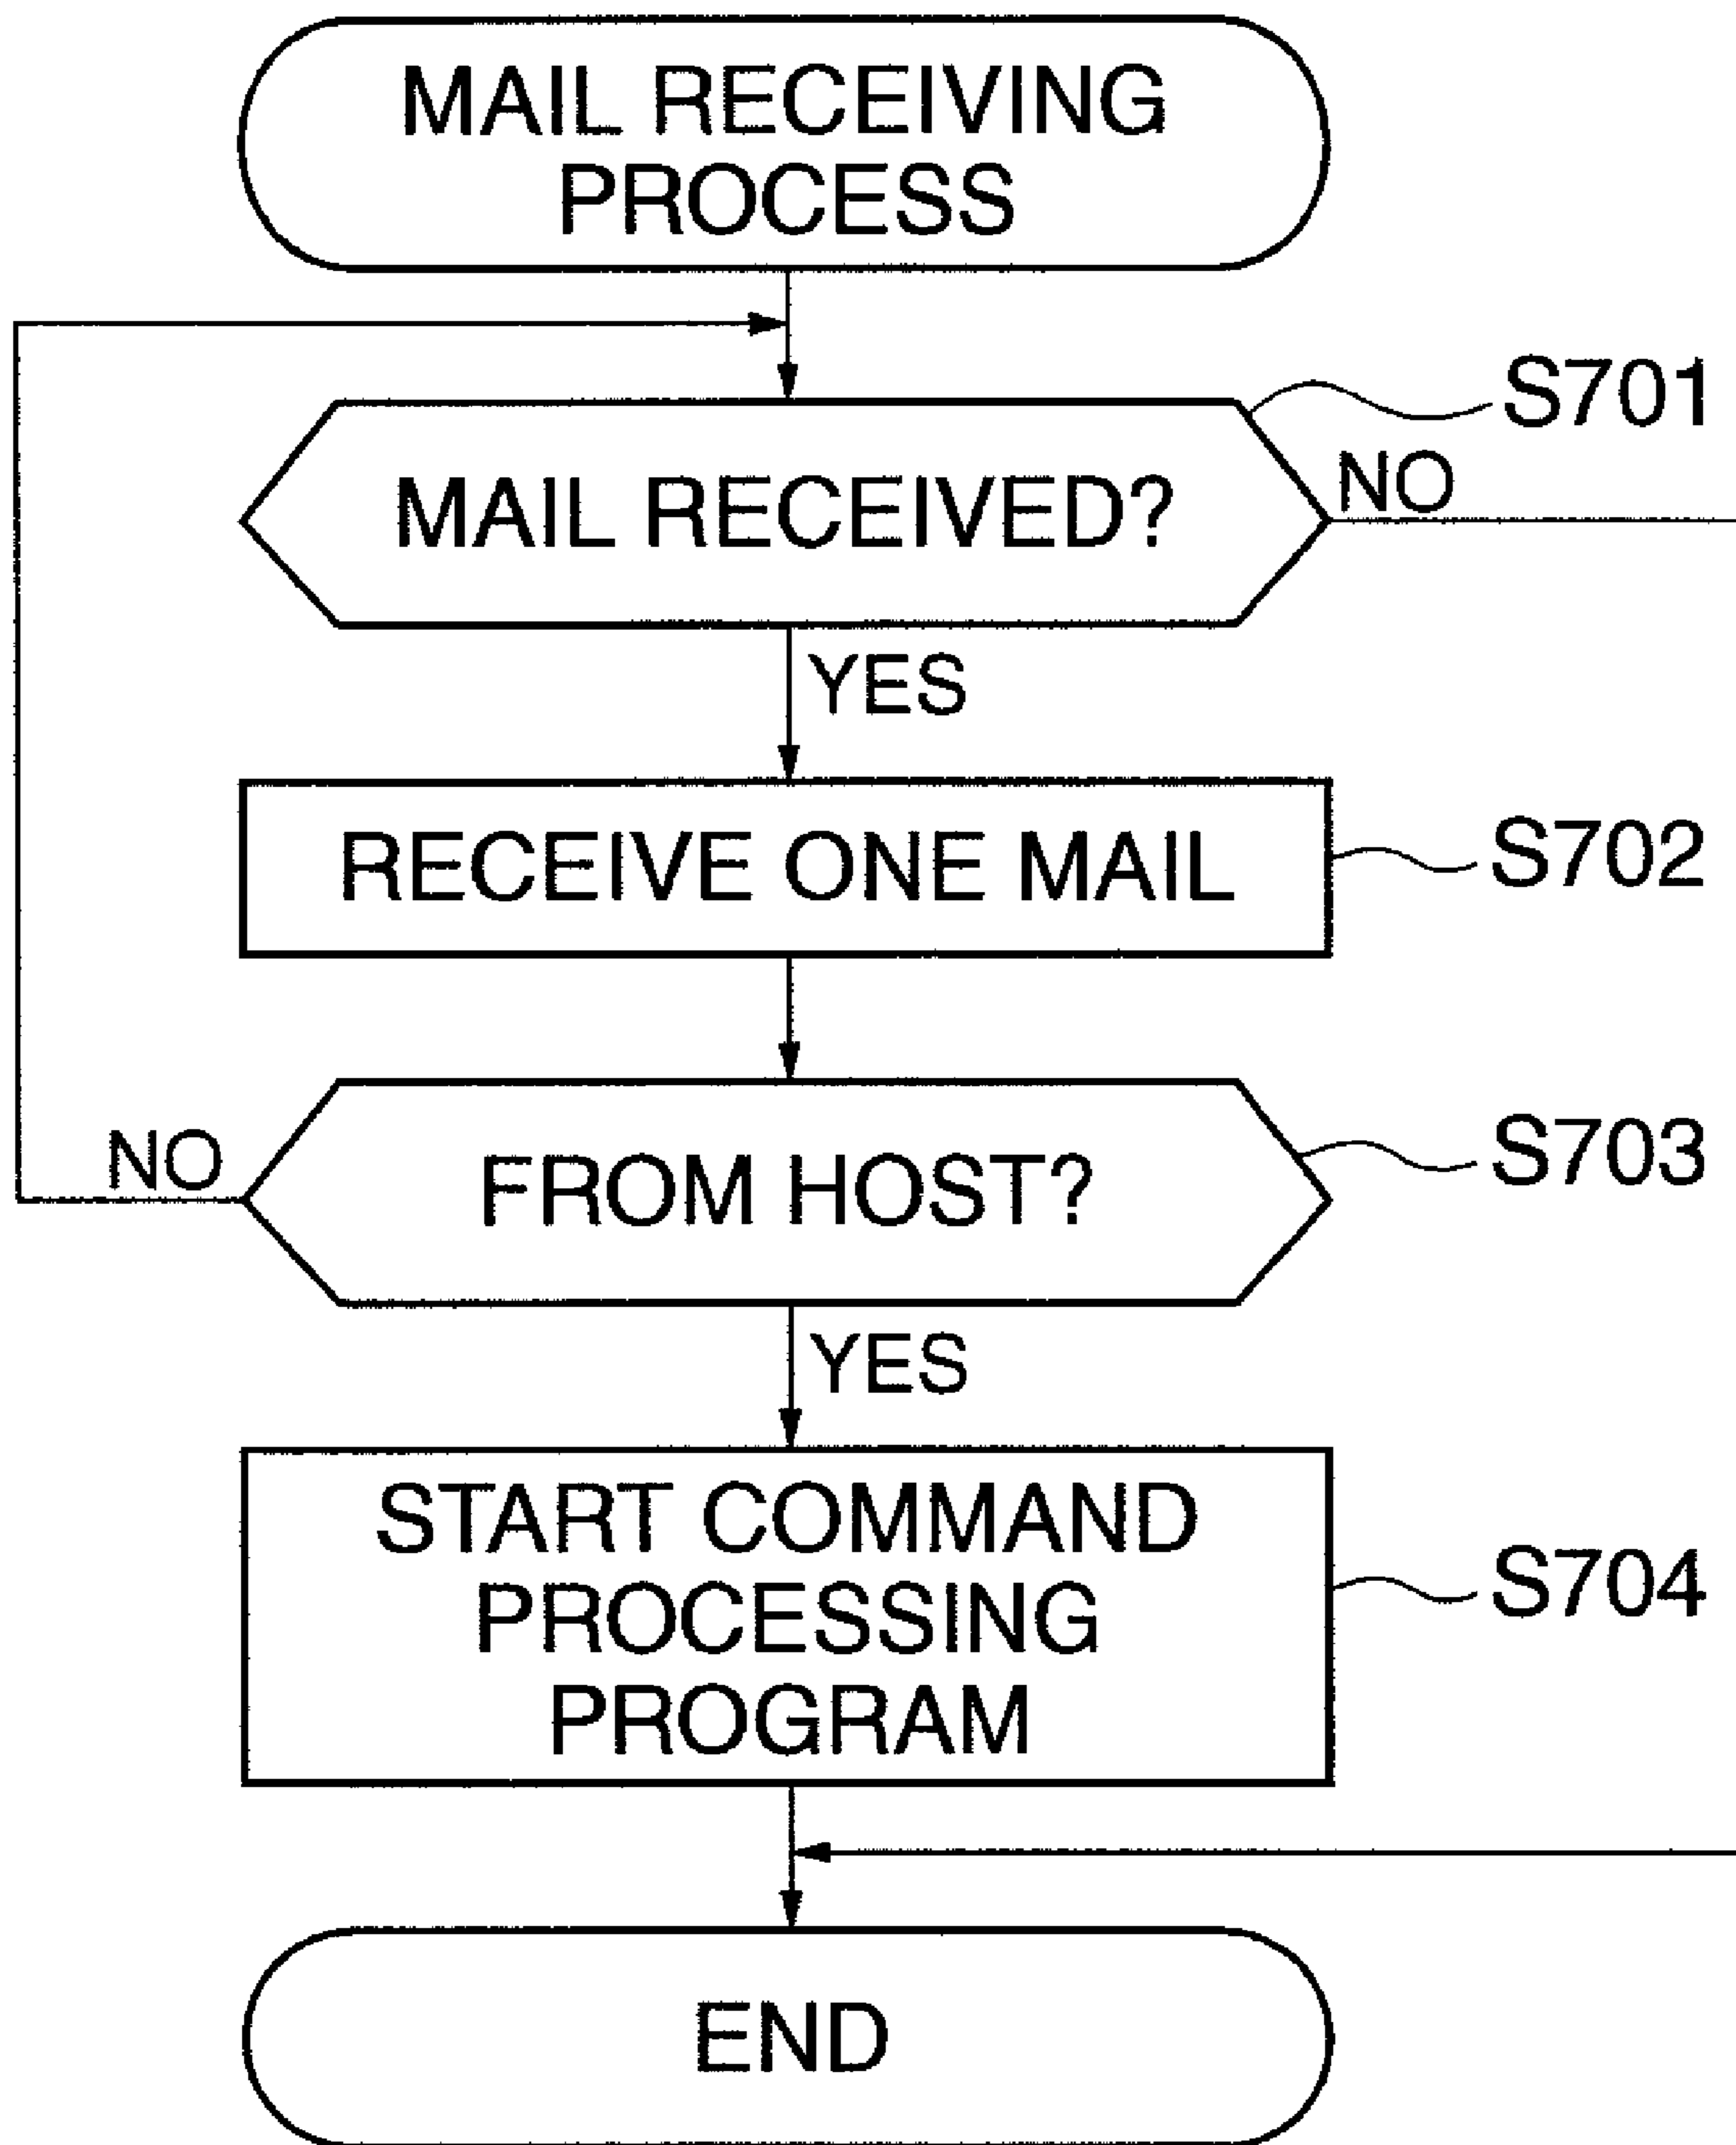 MAIL RECEIVING
PROCESS
S701
MAIL RECEIVED?
NO
YES
RECEIVE ONE MAIL
S702
NO
FROM HOST?
S703
YES
START COMMAND
PROCESSING
PROGRAM
S704
END